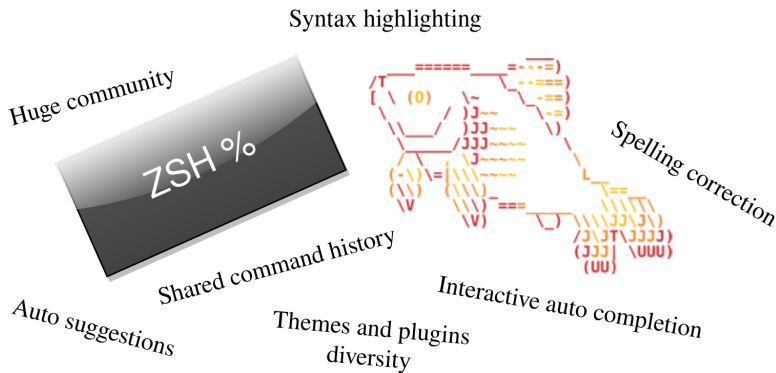 Syntax highlighting
Huge community
ZSH %
Spelling correction
Shared command history
Interactive auto completion
Auto suggestions
Themes and plugins
diversity